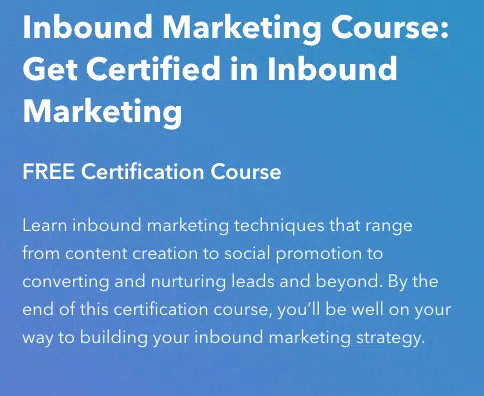 Inbound Marketing Course:
Get Certified in Inbound
Marketing
FREE Certification Course
Learn inbound marketing techniques that range
from content creation to social promotion to
converting and nurturing leads and beyond. By the
end of this certification course, you’ll be well on your
way to building your inbound marketing strategy.